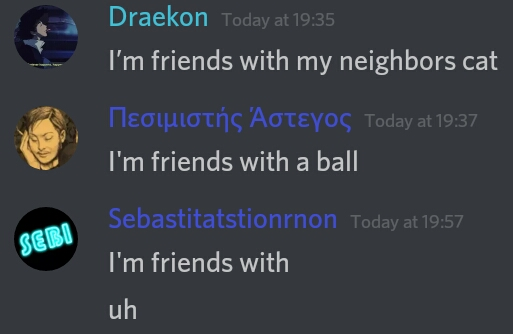 Draekon Today at 19:35
I’m friends with my neighbors cat
Πεσιμιστής Άστεγος Today at 19:37
I'm friends with a ball
SEBI
Sebastitatstionrnon Today at 19:57
I'm friends with
uh